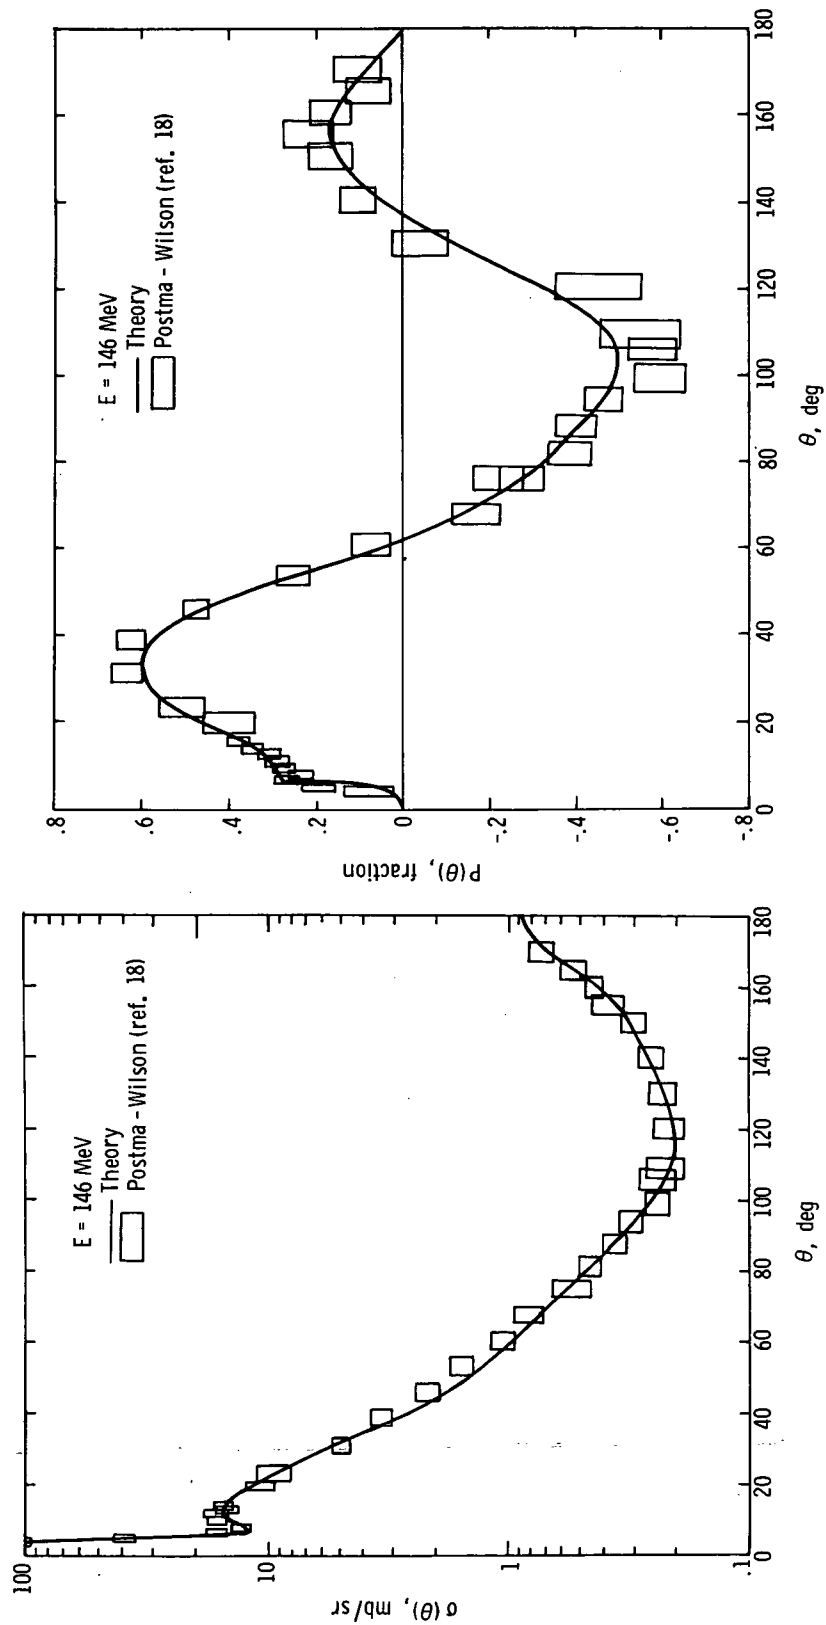 100
10
1
.1
σ(θ), mb/sr
E = 146 MeV
Theory
Postma - Wilson (ref. 18)
0 20 40 60 80 100 120 140 160 180
θ, deg
.8
.6
.4
.2
0
-.2
-.4
-.6
-.8
P(θ), fraction
E = 146 MeV
Theory
Postma - Wilson (ref. 18)
0 20 40 60 80 100 120 140 160 180
θ, deg